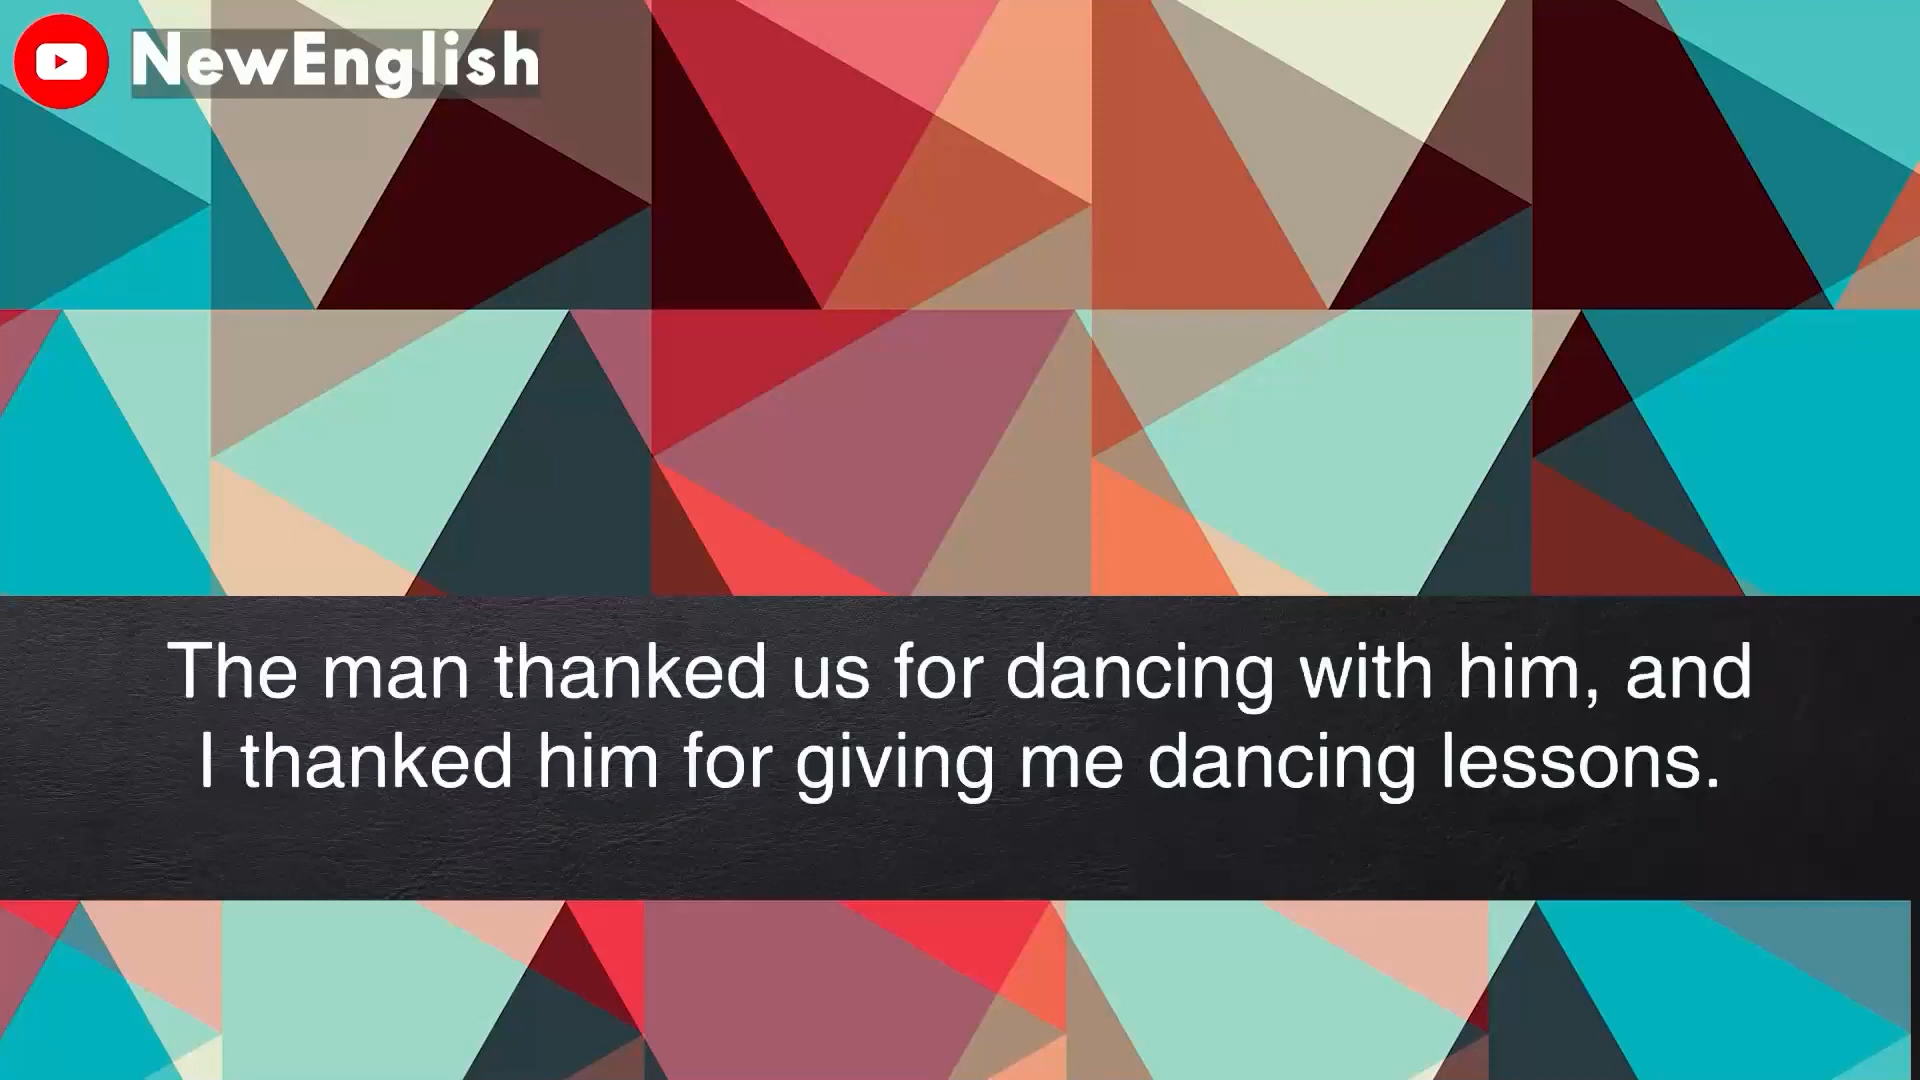 NewEnglish
The man thanked us for dancing with him, and
I thanked him for giving me dancing lessons.